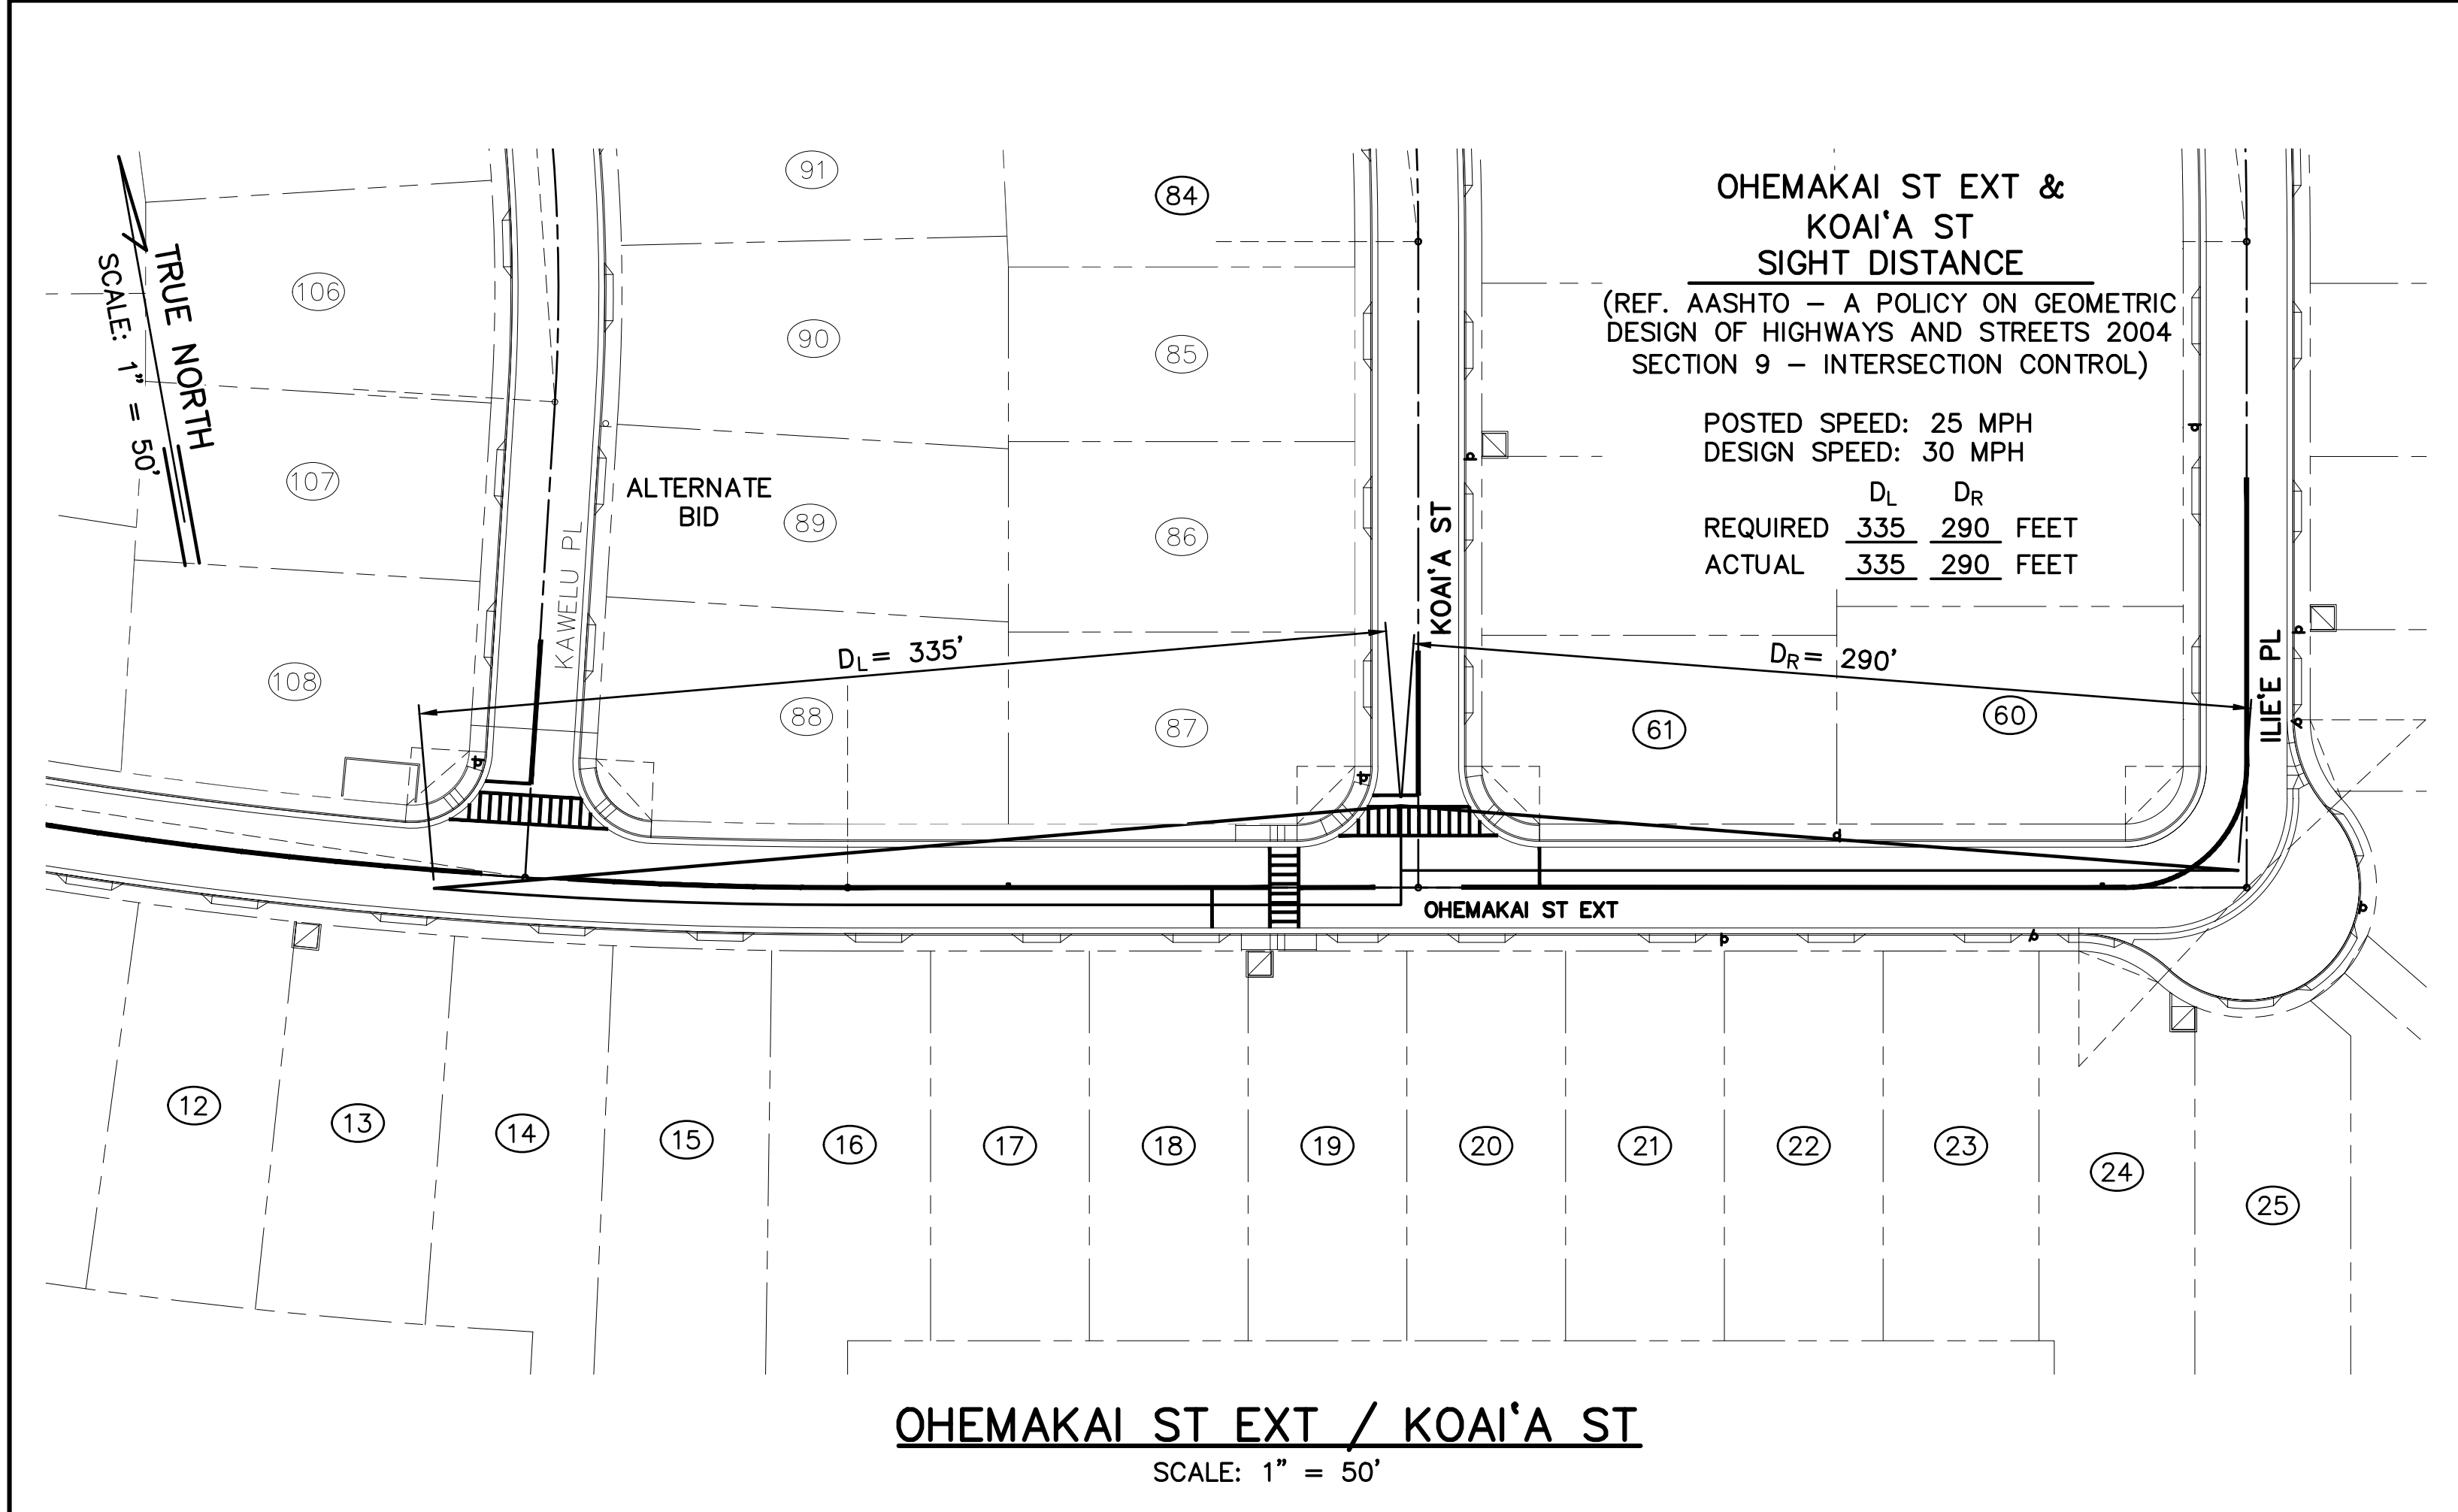 OHEMAKAI ST EXT &
KOAI‘A ST
SIGHT DISTANCE
(REF. AASHTO – A POLICY ON GEOMETRIC
DESIGN OF HIGHWAYS AND STREETS 2004
SECTION 9 – INTERSECTION CONTROL)
POSTED SPEED: 25 MPH
DESIGN SPEED: 30 MPH
DL DR
REQUIRED 335 290 FEET
ACTUAL 335 290 FEET
TRUE NORTH
SCALE: 1" = 50'
106
107
108
91
90
89
88
84
85
86
87
ALTERNATE
BID
KAWELU PL
KOAI‘A ST
ILIE‘E PL
DL= 335'
DR= 290'
61
60
OHEMAKAI ST EXT
12
13
14
15
16
17
18
19
20
21
22
23
24
25
OHEMAKAI ST EXT / KOAI‘A ST
SCALE: 1" = 50'